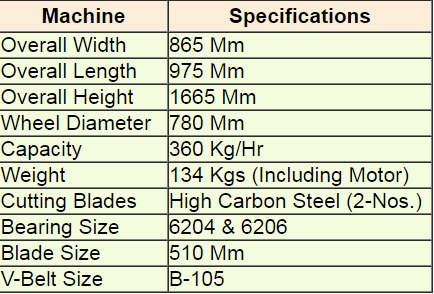 Machine Specifications
Overall Width 865 Mm
Overall Length 975 Mm
Overall Height 1665 Mm
Wheel Diameter 780 Mm
Capacity 360 Kg/Hr
Weight 134 Kgs (Including Motor)
Cutting Blades High Carbon Steel (2-Nos.)
Bearing Size 6204 & 6206
Blade Size 510 Mm
V-Belt Size B-105